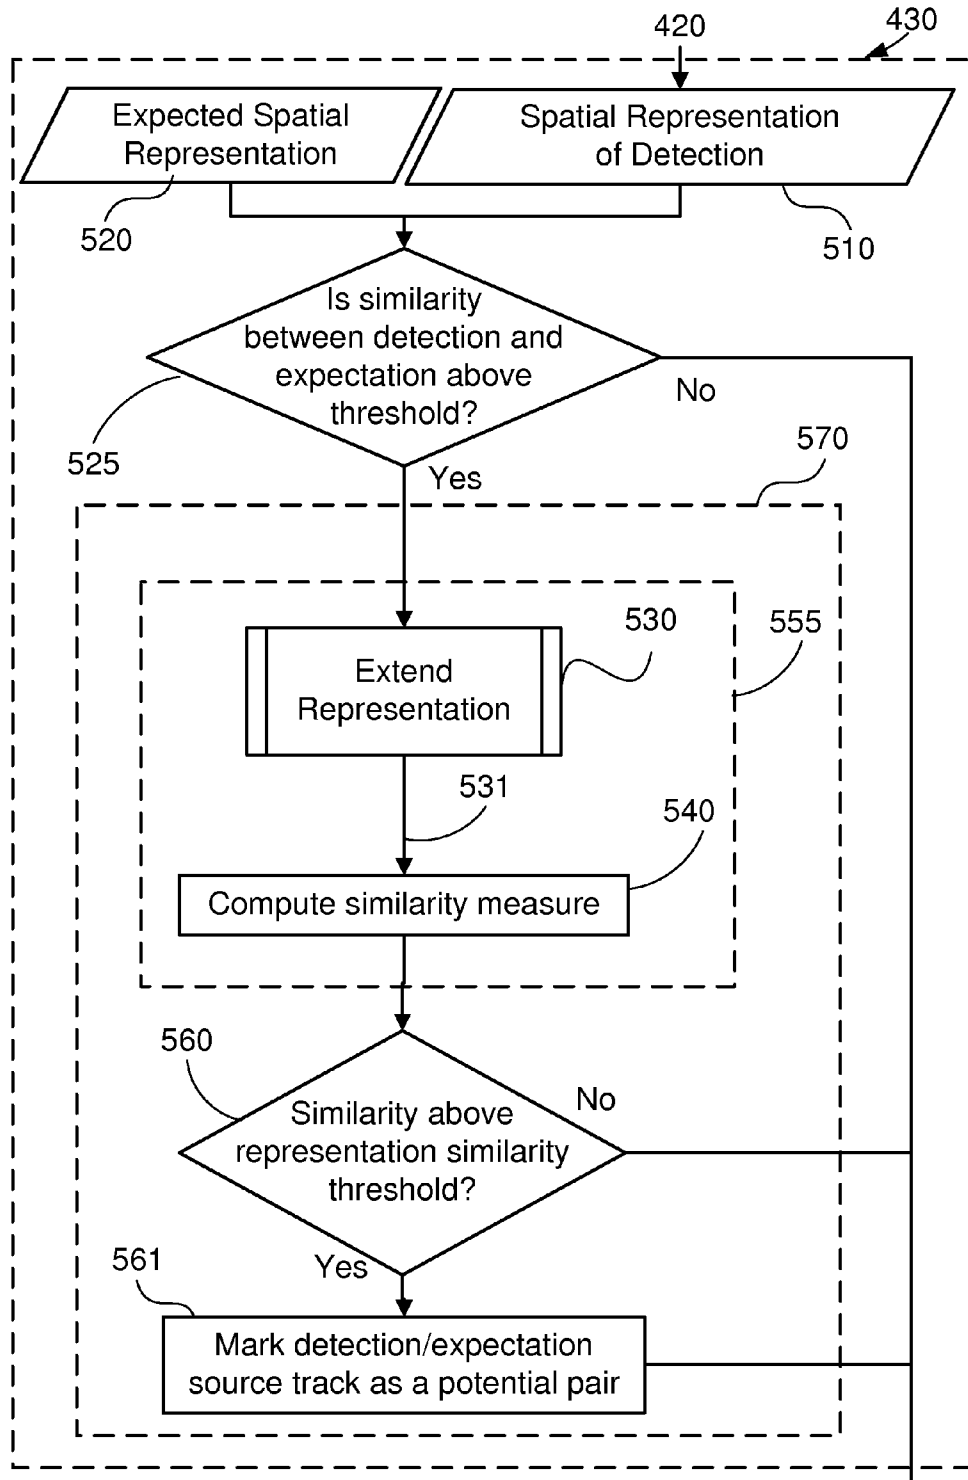 420
430
Expected Spatial
Representation
Spatial Representation
of Detection
520
510
Is similarity
between detection and
expectation above
threshold?
No
525
Yes
570
530
555
Extend
Representation
531
540
Compute similarity measure
560
No
Similarity above
representation similarity
threshold?
Yes
561
Mark detection/expectation
source track as a potential pair